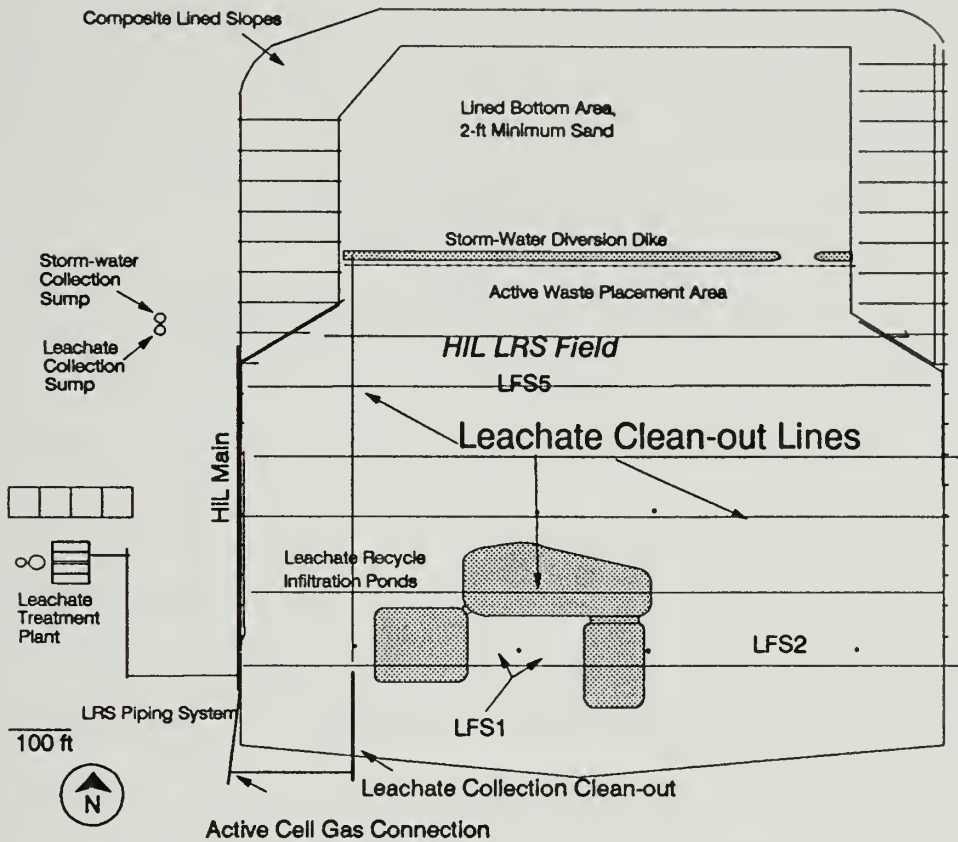 Composite Lined Slopes
Lined Bottom Area,
2-ft Minimum Sand
Storm-Water Diversion Dike
Storm-water
Collection
Sump
Active Waste Placement Area
Leachate
Collection
Sump
HIL LRS Field
LFS5
Leachate Clean-out Lines
HIL Main
Leachate Recycle
Infiltration Ponds
Leachate
Treatment
Plant
LFS2
LRS Piping System
LFS1
100 ft
N
Leachate Collection Clean-out
Active Cell Gas Connection